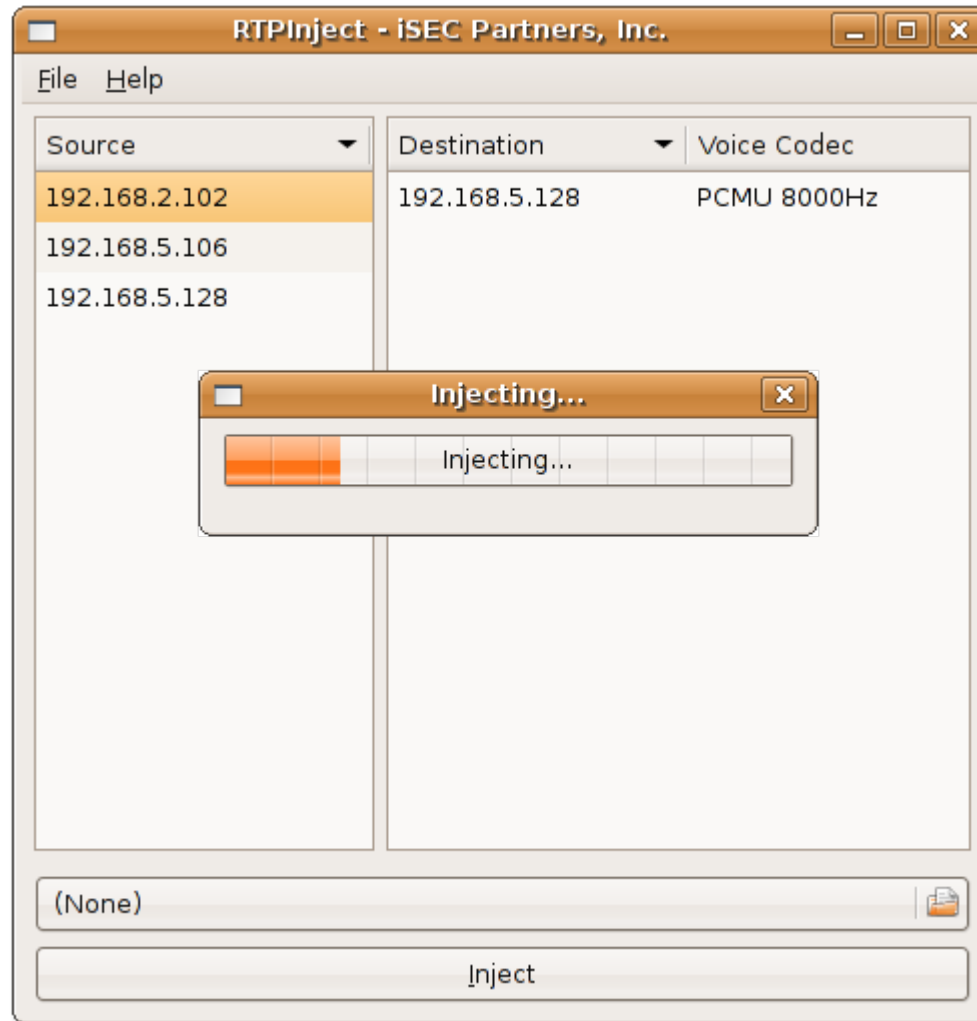 RTPInject - iSEC Partners, Inc.
File Help
Source Destination Voice Codec
192.168.2.102 192.168.5.128 PCMU 8000Hz
192.168.5.106
192.168.5.128
Injecting...
Injecting...
(None)
Inject